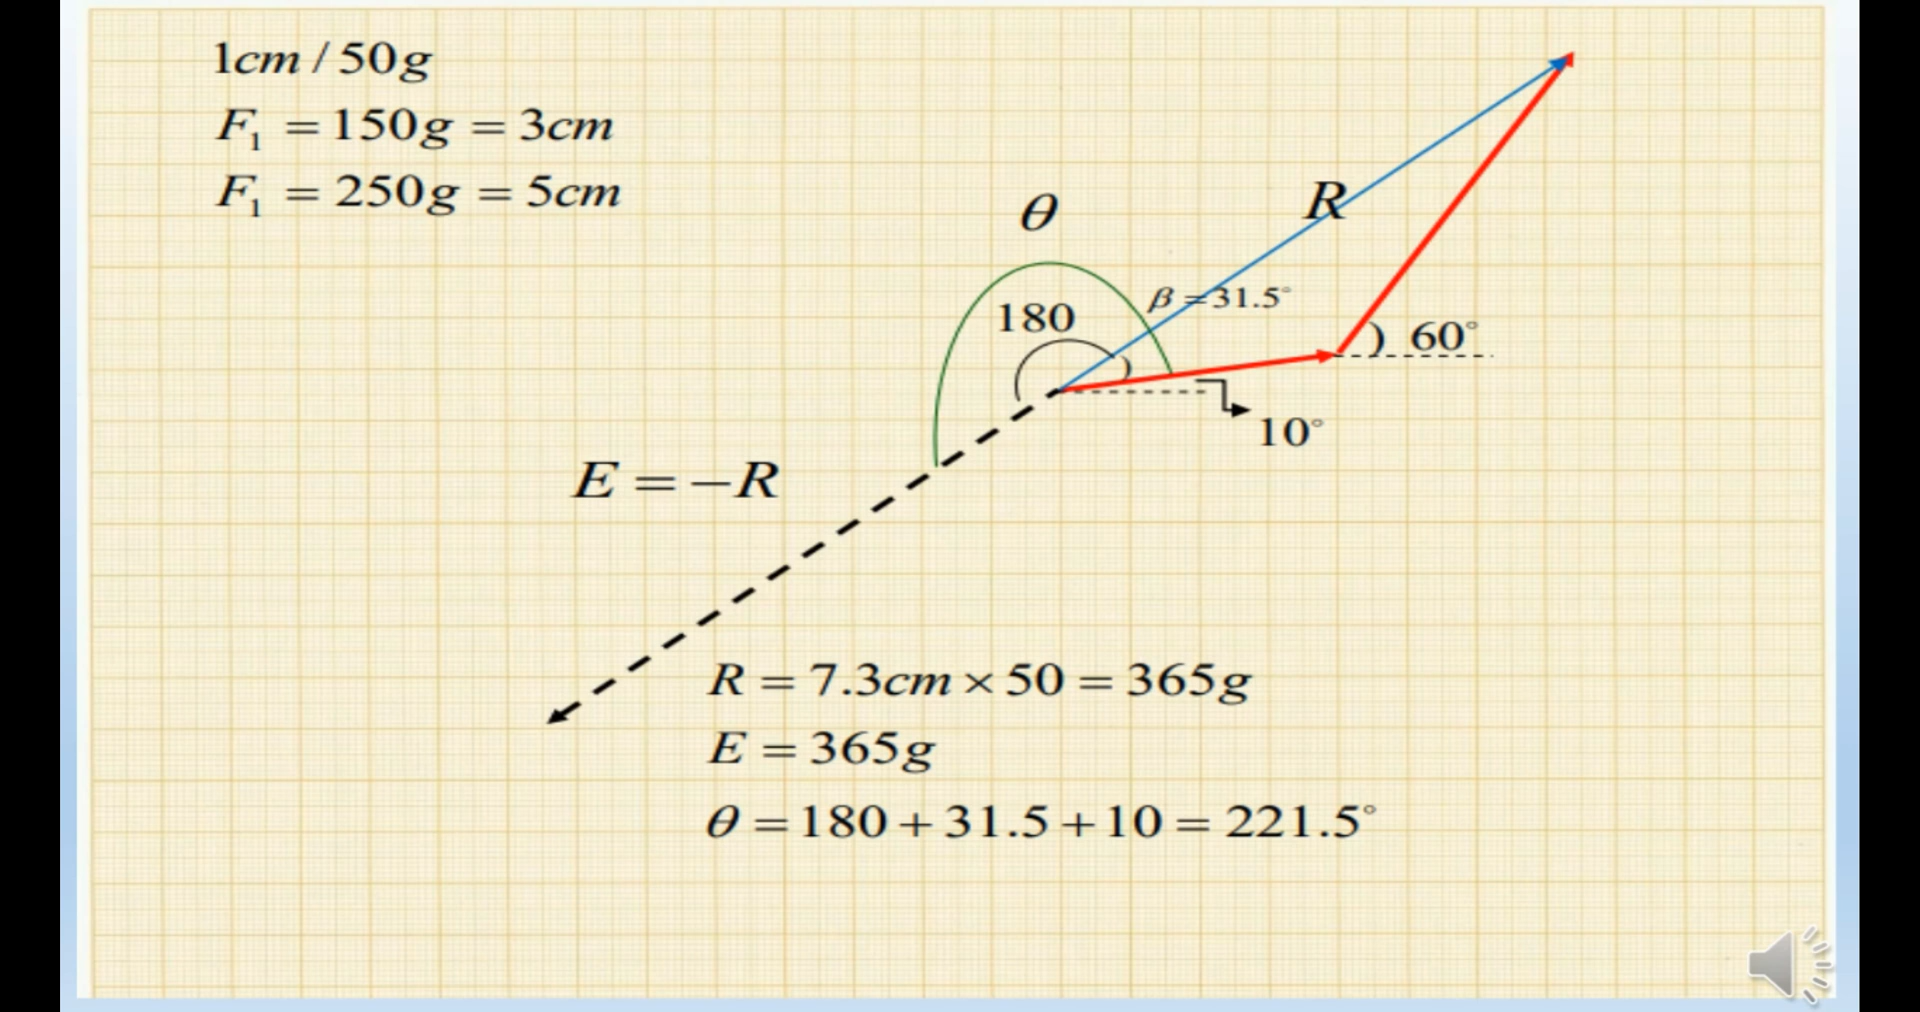 1cm / 50g
F₁ = 150g = 3cm
F₁ = 250g = 5cm
θ
R
β = 31.5°
180
60°
10°
E = −R
R = 7.3cm × 50 = 365g
E = 365g
θ = 180 + 31.5 + 10 = 221.5°